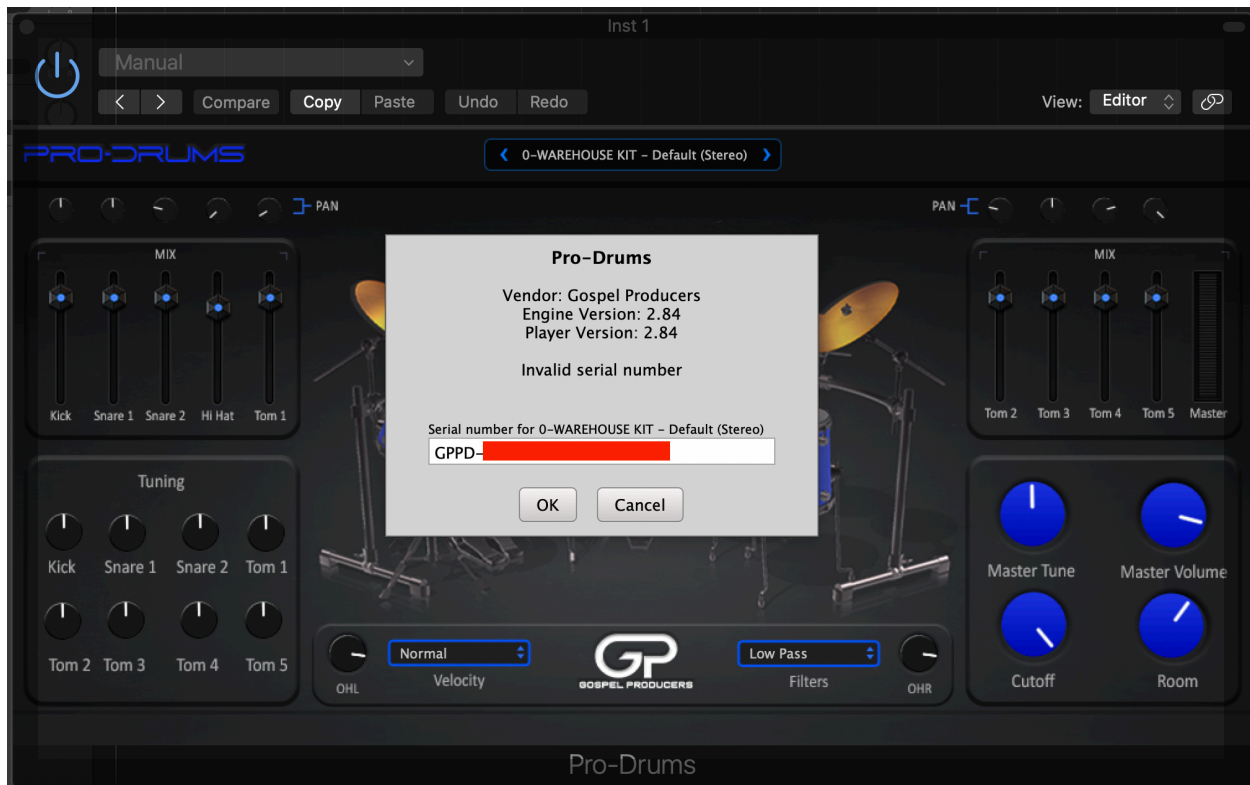 Inst 1
Manual
Compare
Copy
Paste
Undo
Redo
View:
Editor
PRO-DRUMS
0-WAREHOUSE KIT - Default (Stereo)
PAN
PAN
MIX
Kick
Snare 1
Snare 2
Hi Hat
Tom 1
Pro-Drums
Vendor: Gospel Producers
Engine Version: 2.84
Player Version: 2.84
Invalid serial number
Serial number for 0-WAREHOUSE KIT - Default (Stereo)
GPPD-
OK
Cancel
MIX
Tom 2
Tom 3
Tom 4
Tom 5
Master
Tuning
Kick
Snare 1
Snare 2
Tom 1
Tom 2
Tom 3
Tom 4
Tom 5
OHL
Normal
Velocity
GP
GOSPEL PRODUCERS
Low Pass
Filters
OHR
Master Tune
Master Volume
Cutoff
Room
Pro-Drums